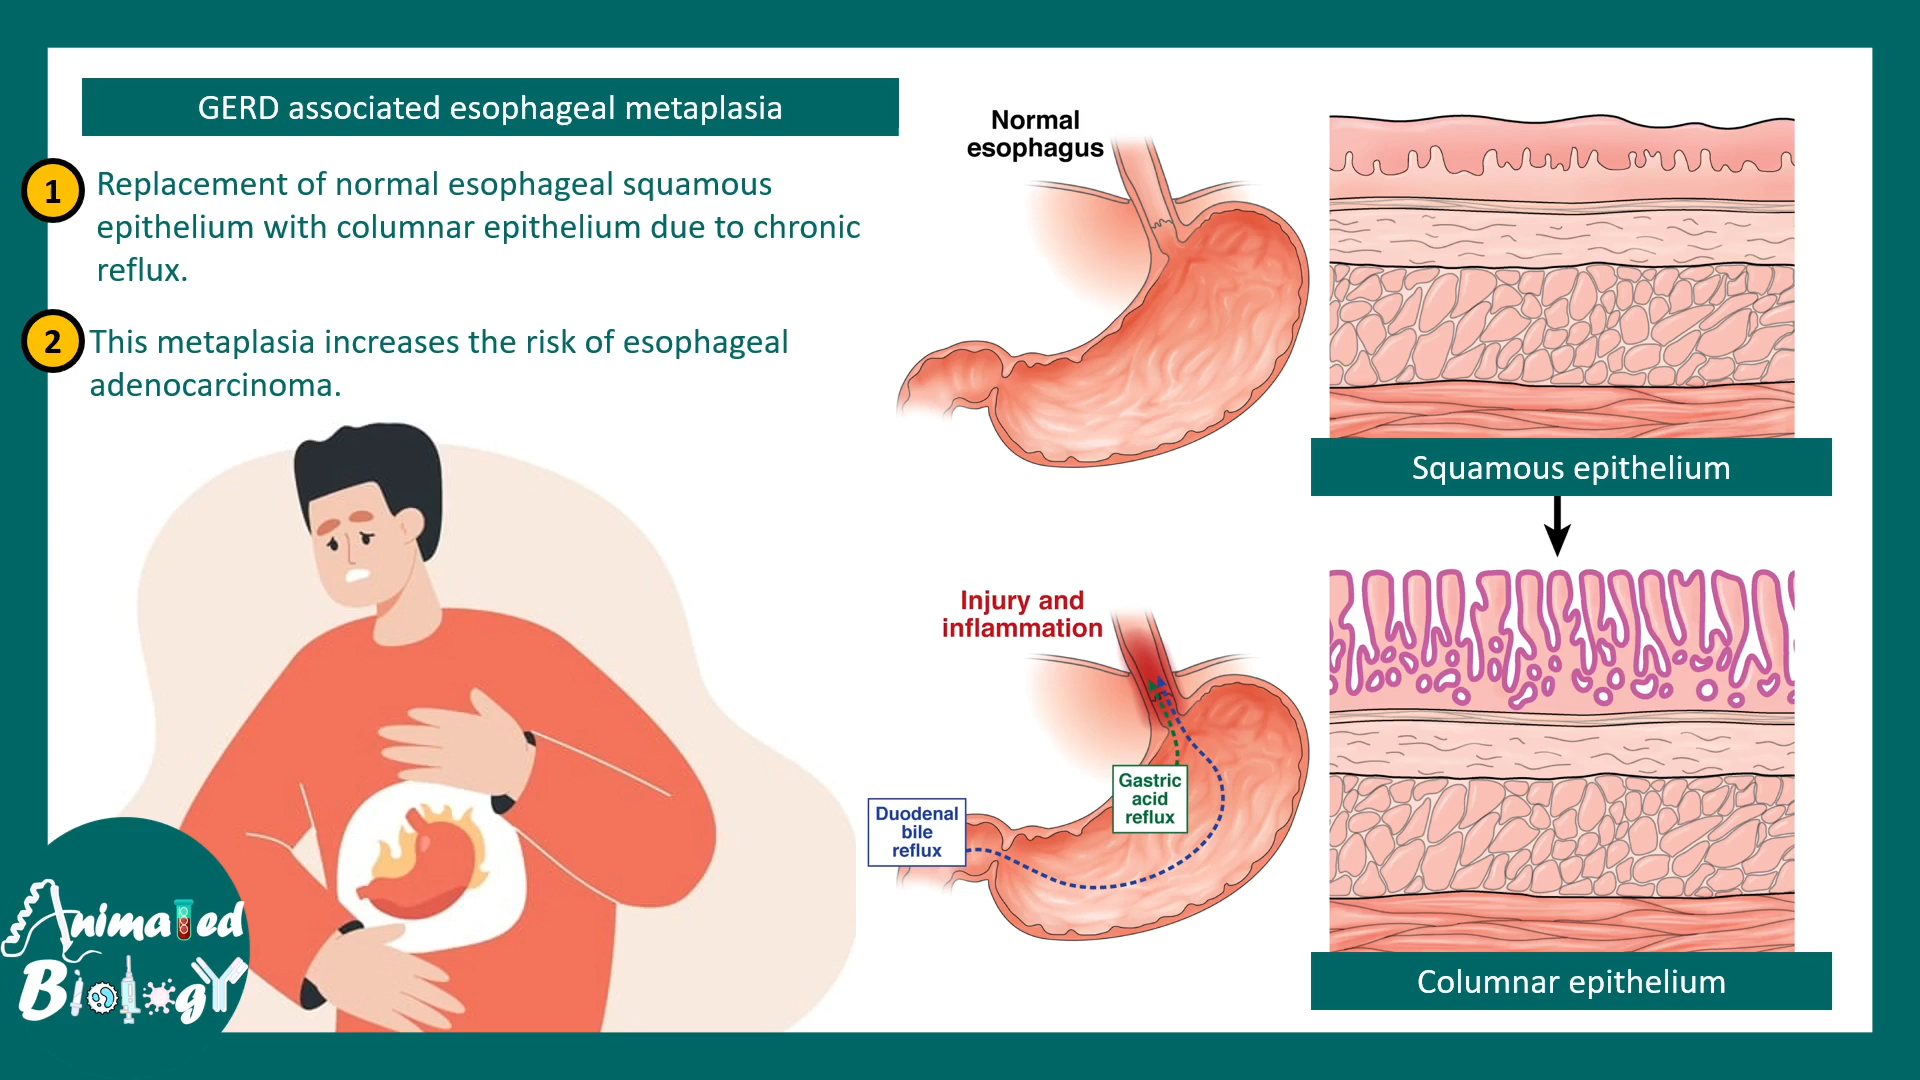 GERD associated esophageal metaplasia
1
Replacement of normal esophageal squamous
epithelium with columnar epithelium due to chronic
reflux.
2
This metaplasia increases the risk of esophageal
adenocarcinoma.
Normal
esophagus
Squamous epithelium
Injury and
inflammation
Gastric
acid
reflux
Duodenal
bile
reflux
Columnar epithelium
Animated
Biology